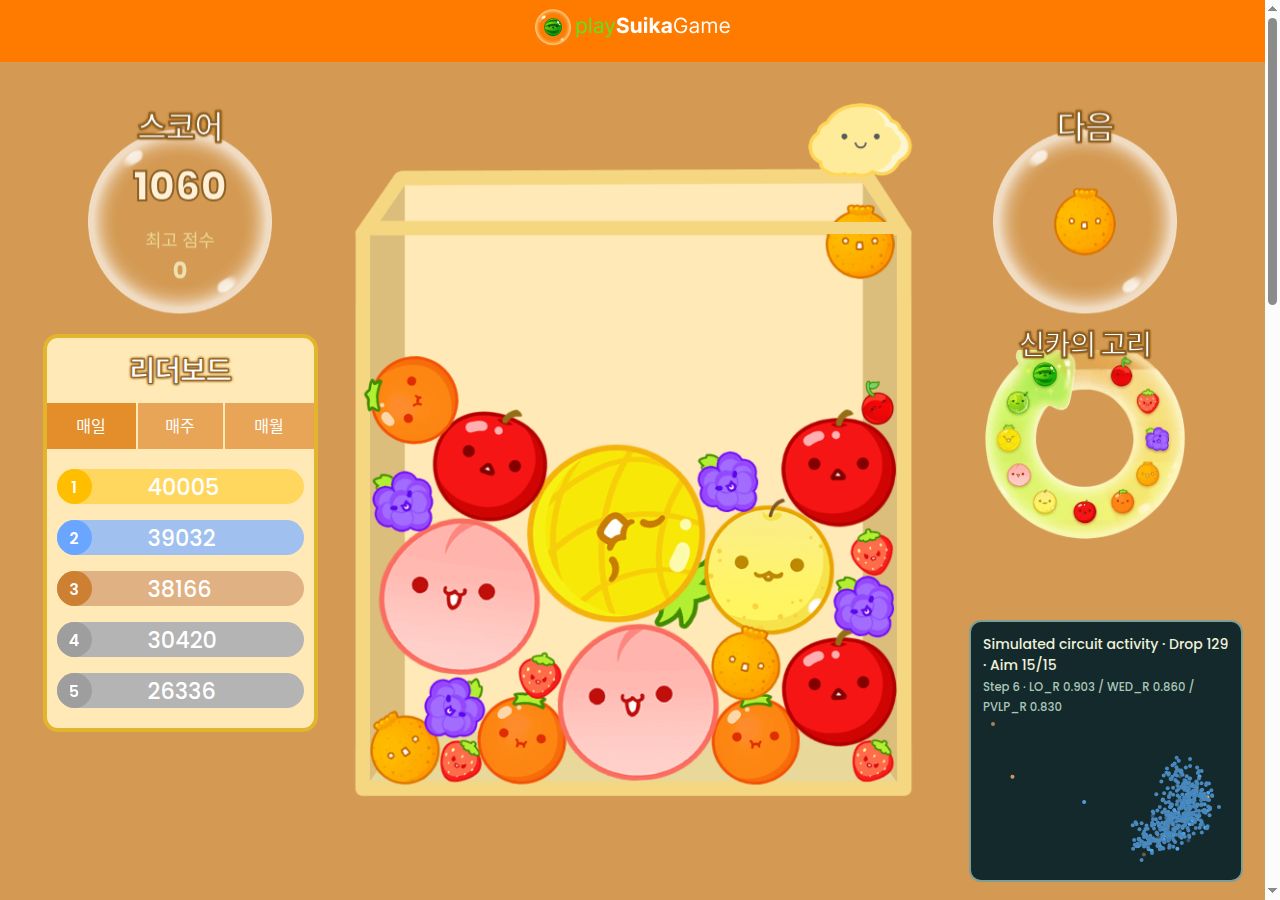 playSuikaGame
스코어
1060
최고 점수
0
리더보드
매일 매주 매월
1 40005
2 39032
3 38166
4 30420
5 26336
다음
신카의 고리
Simulated circuit activity · Drop 129
· Aim 15/15
Step 6 · LO_R 0.903 / WED_R 0.860 /
PVLP_R 0.830